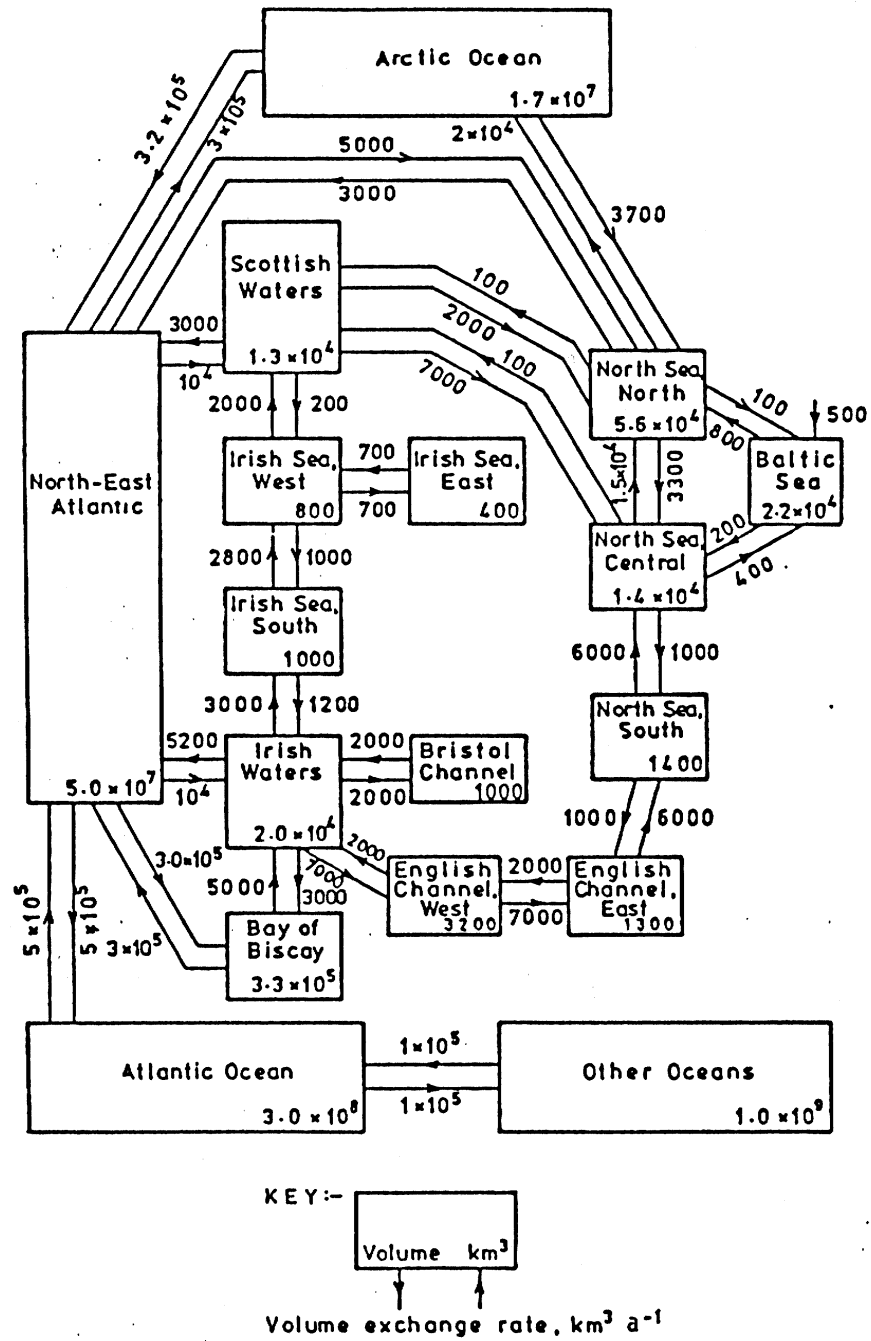 Arctic Ocean
1.7×10⁷
3.2×10⁵
3×10⁵
2×10⁴
5000
3000
3700
Scottish
Waters
1.3×10⁴
100
2000
100
7000
3000
10⁴
North Sea,
North
5.6×10⁴
100
800
500
2000
200
Irish Sea,
West
800
700
700
Irish Sea,
East
400
North-East
Atlantic
5.0×10⁷
1.5×10⁴
3300
Baltic
Sea
2.2×10⁴
200
400
North Sea,
Central
1.4×10⁴
2800
1000
Irish Sea,
South
1000
6000
1000
3000
1200
North Sea,
South
1400
5200
10⁴
Irish
Waters
2.0×10⁴
2000
2000
Bristol
Channel
1000
1000
6000
3.0×10⁵
3×10⁵
5×10⁵
5×10⁵
5000
3000
7000
2000
English
Channel,
West
3200
2000
7000
English
Channel,
East
1300
Bay of
Biscay
3.3×10⁵
Atlantic Ocean
3.0×10⁸
1×10⁵
1×10⁵
Other Oceans
1.0×10⁹
KEY:-
Volume km³
Volume exchange rate, km³ a⁻¹